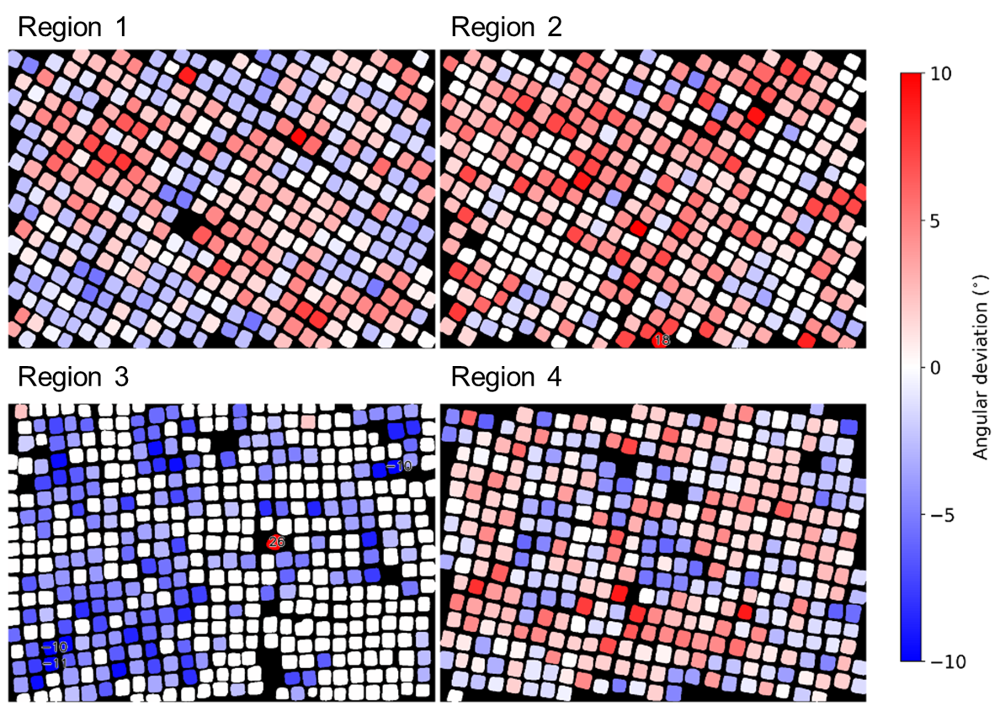 Region 1
Region 2
10
5
0
−5
−10
Angular deviation (°)
18
Region 3
Region 4
−10
26
−10
−11